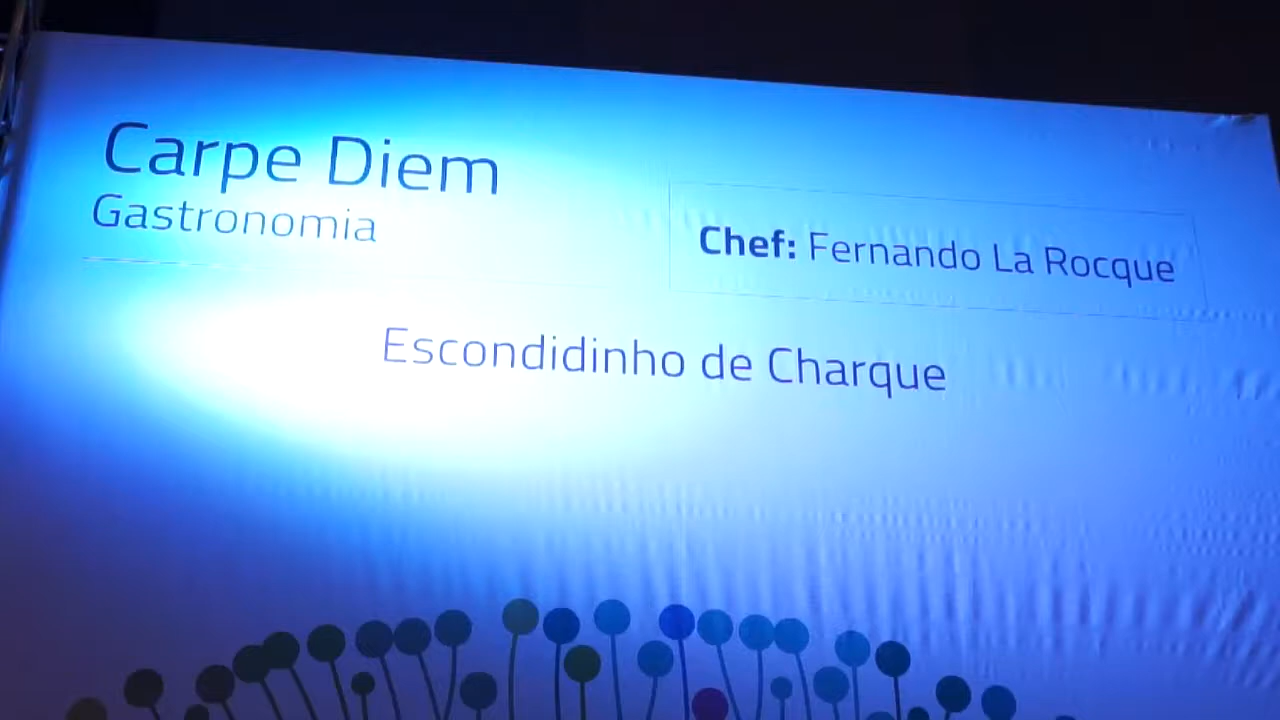 Carpe Diem
Gastronomia
Chef: Fernando La Rocque
Escondidinho de Charque